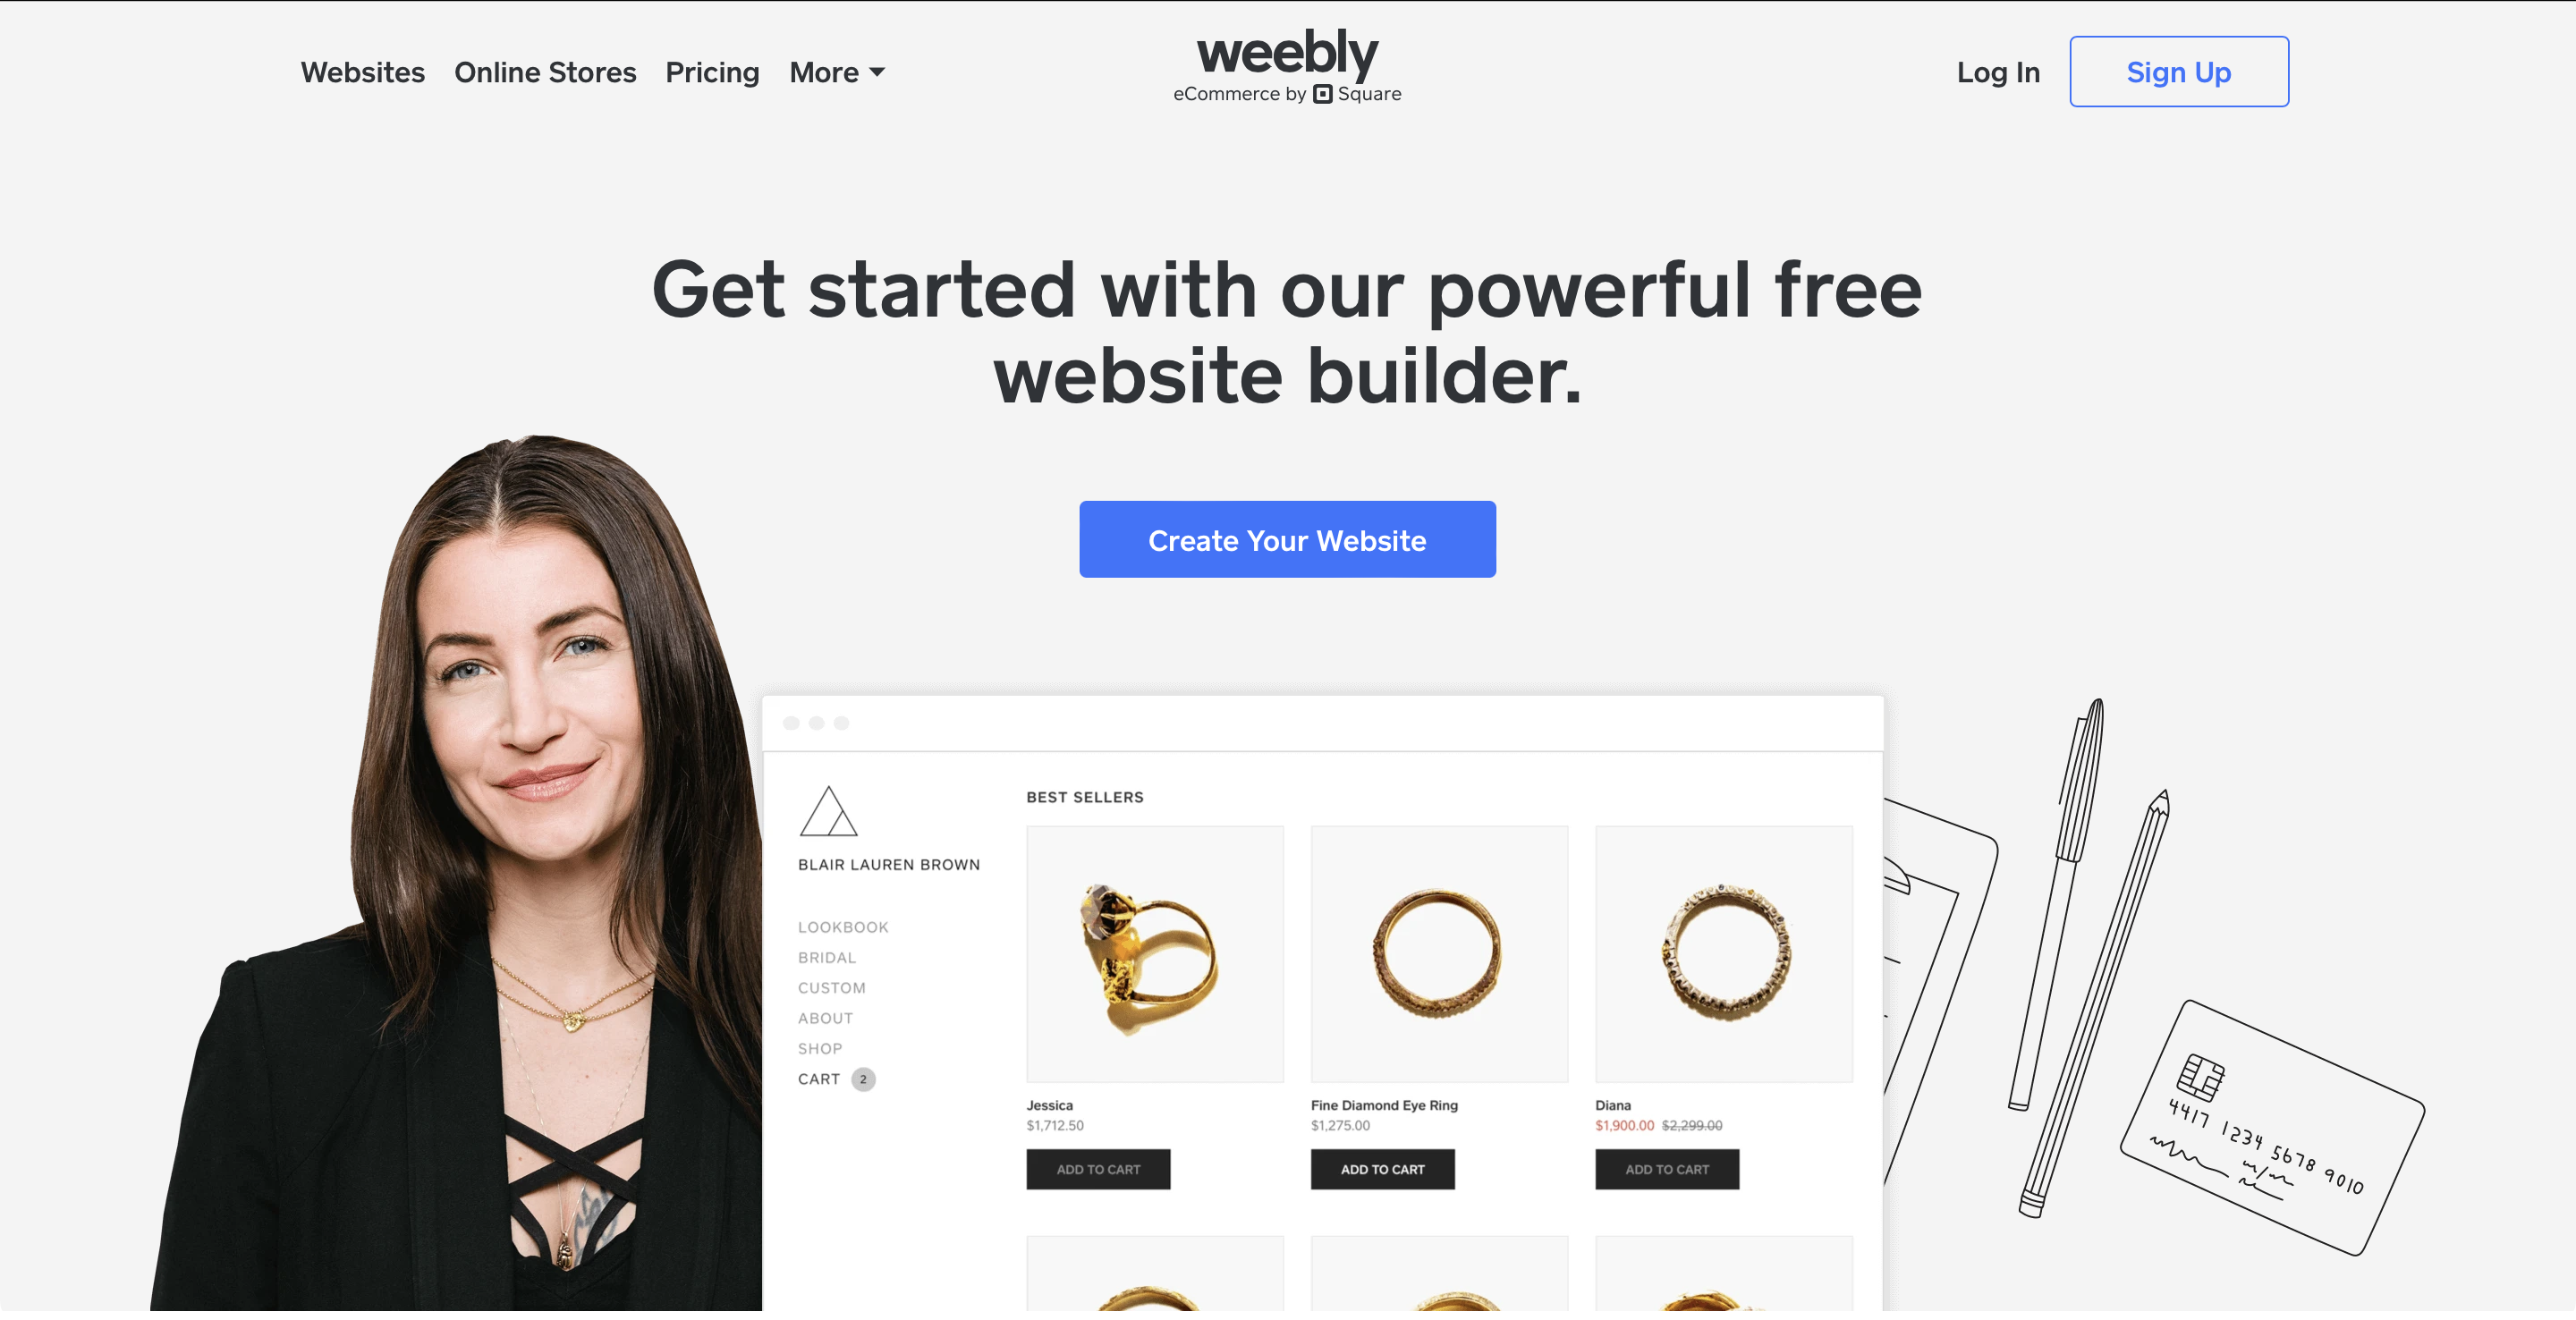 Websites Online Stores Pricing More
weebly
eCommerce by Square
Log In Sign Up
Get started with our powerful free
website builder.
Create Your Website
BLAIR LAUREN BROWN
LOOKBOOK
BRIDAL
CUSTOM
ABOUT
SHOP
CART 2
BEST SELLERS
Jessica
$1,712.50
ADD TO CART
Fine Diamond Eye Ring
$1,275.00
ADD TO CART
Diana
$1,900.00 $2,299.00
ADD TO CART
4417 1234 5678 9010